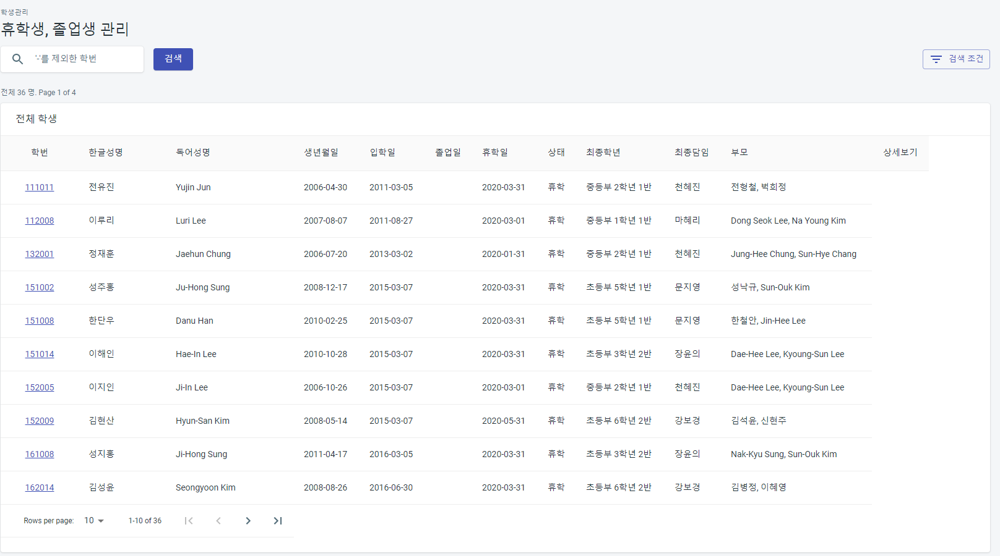 학생관리
휴학생, 졸업생 관리
'-'를 제외한 학번 검색 검색 조건
전체 36 명. Page 1 of 4
전체 학생
학번 한글성명 독어성명 생년월일 입학일 졸업일 휴학일 상태 최종학년 최종담임 부모 상세보기
111011 전유진 Yujin Jun 2006-04-30 2011-03-05 2020-03-31 휴학 중등부 2학년 1반 천혜진 전형철, 벅희정
112008 이루리 Luri Lee 2007-08-07 2011-08-27 2020-03-01 휴학 중등부 1학년 1반 마혜리 Dong Seok Lee, Na Young Kim
132001 정재훈 Jaehun Chung 2006-07-20 2013-03-02 2020-01-31 휴학 중등부 2학년 1반 천혜진 Jung-Hee Chung, Sun-Hye Chang
151002 성주홍 Ju-Hong Sung 2008-12-17 2015-03-07 2020-03-31 휴학 초등부 5학년 1반 문지영 성낙규, Sun-Ouk Kim
151008 한단우 Danu Han 2010-02-25 2015-03-07 2020-03-31 휴학 초등부 5학년 1반 문지영 한철안, Jin-Hee Lee
151014 이해인 Hae-In Lee 2010-10-28 2015-03-07 2020-03-31 휴학 초등부 3학년 2반 장윤의 Dae-Hee Lee, Kyoung-Sun Lee
152005 이지인 Ji-In Lee 2006-10-26 2015-03-07 2020-03-01 휴학 중등부 2학년 1반 천혜진 Dae-Hee Lee, Kyoung-Sun Lee
152009 김현산 Hyun-San Kim 2008-05-14 2015-03-07 2020-05-31 휴학 초등부 6학년 2반 강보경 김석윤, 신현주
161008 성지홍 Ji-Hong Sung 2011-04-17 2016-03-05 2020-03-31 휴학 초등부 3학년 2반 장윤의 Nak-Kyu Sung, Sun-Ouk Kim
162014 김성윤 Seongyoon Kim 2008-08-26 2016-06-30 2020-03-31 휴학 초등부 6학년 2반 강보경 김병정, 이혜영
Rows per page: 10 1-10 of 36